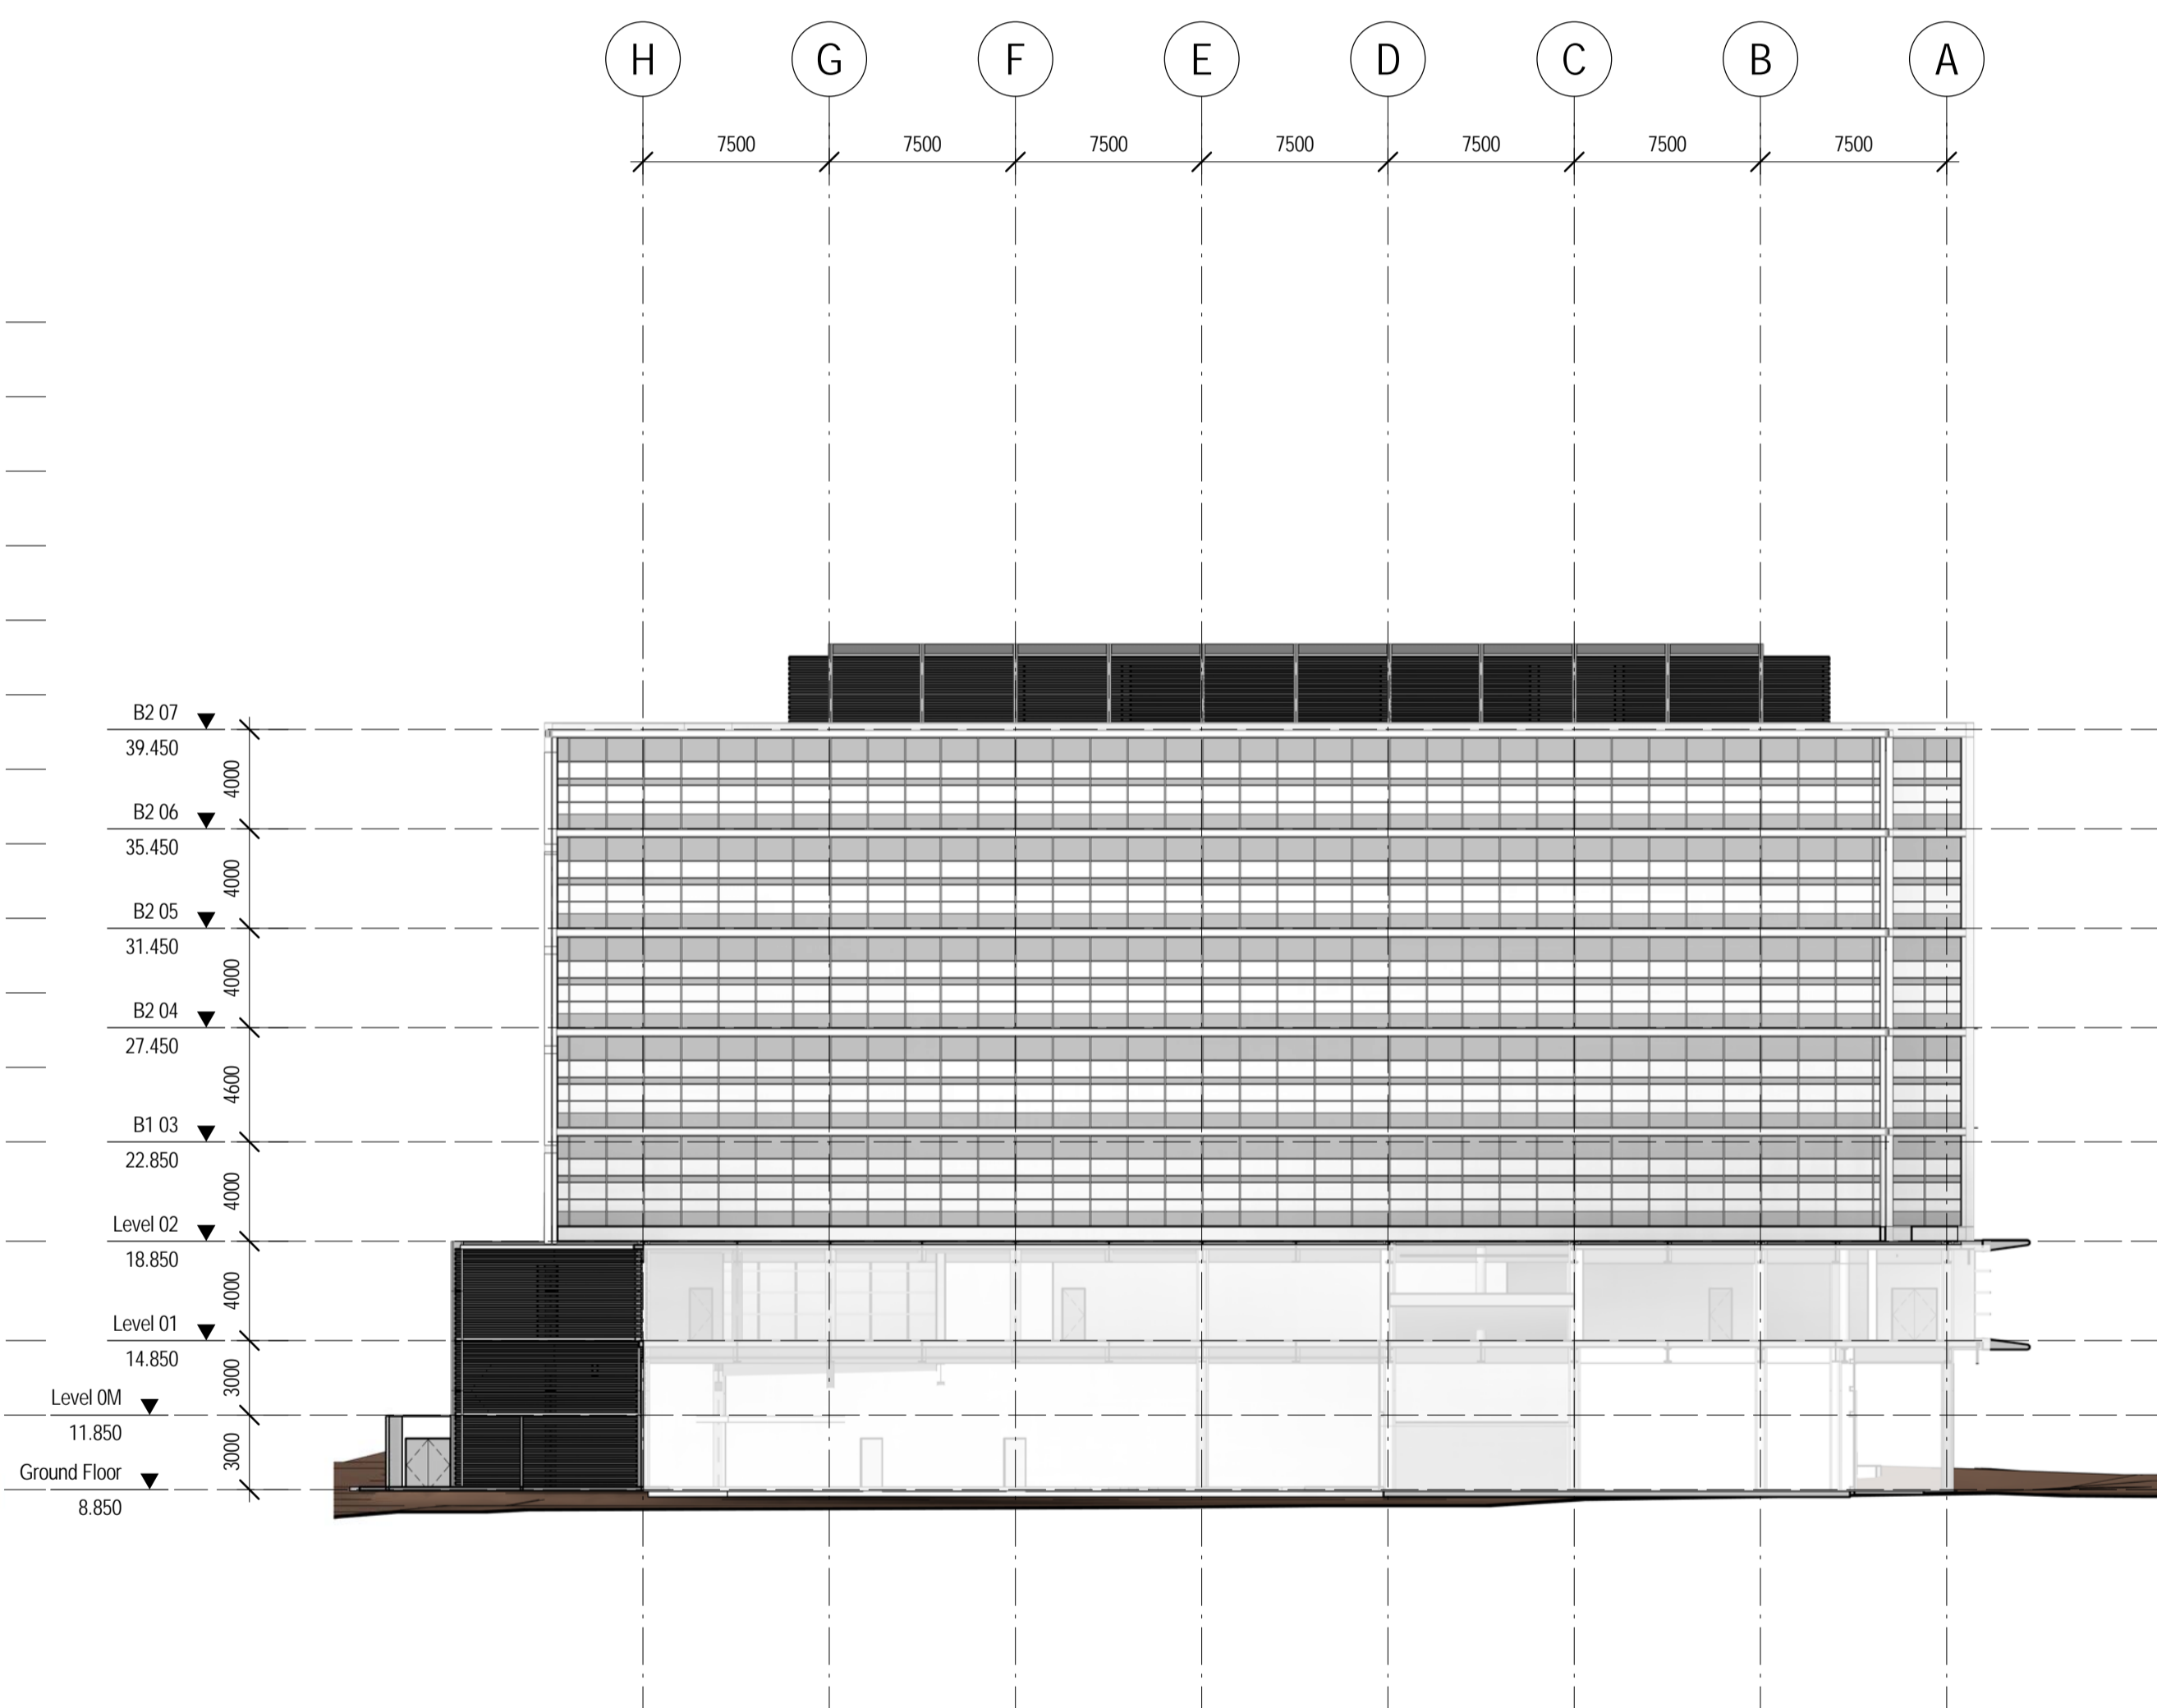 H G F E D C B A
7500 7500 7500 7500 7500 7500 7500
B2 07
39.450
4000
B2 06
35.450
4000
B2 05
31.450
4000
B2 04
27.450
4600
B1 03
22.850
4000
Level 02
18.850
4000
Level 01
14.850
3000
Level 0M
11.850
3000
Ground Floor
8.850